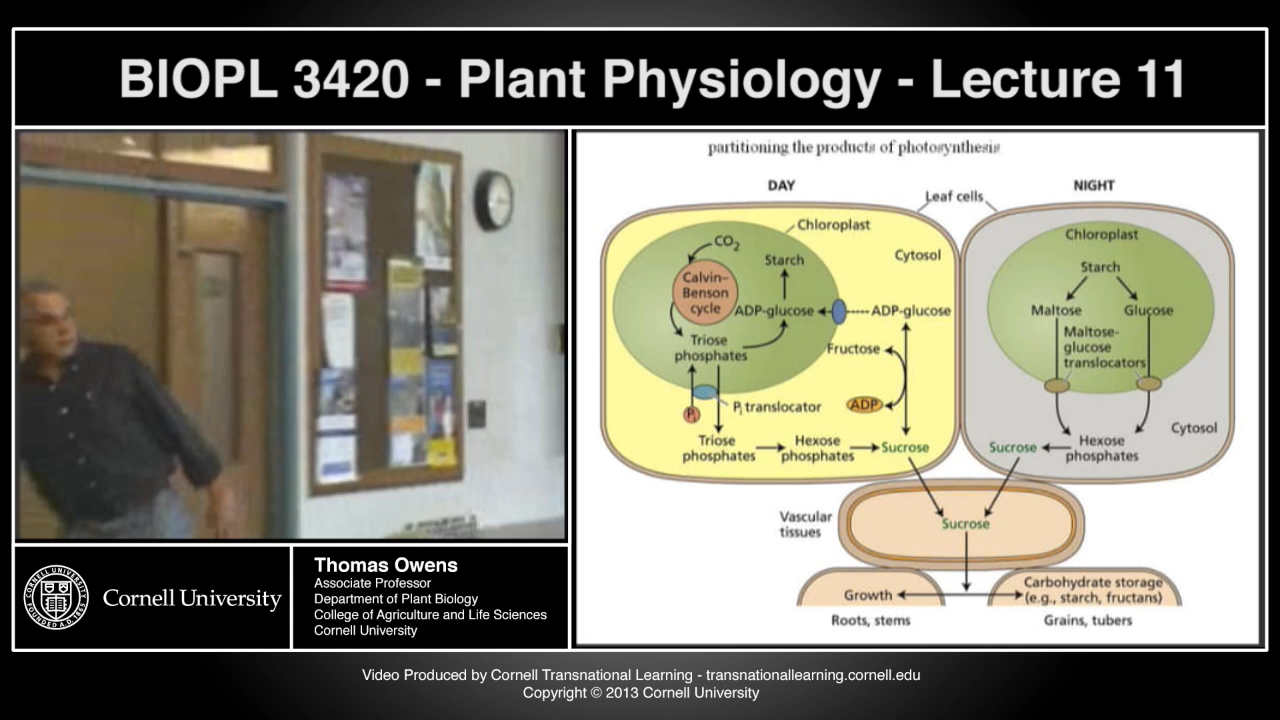 BIOPL 3420 - Plant Physiology - Lecture 11
partitioning the products of photosynthesis
DAY
NIGHT
Leaf cells
Chloroplast
Cytosol
CO2
Starch
Calvin–
Benson
cycle
ADP-glucose
ADP-glucose
Triose
phosphates
Fructose
ADP
Pi
Pi translocator
Triose
phosphates
Hexose
phosphates
Sucrose
Chloroplast
Starch
Maltose
Glucose
Maltose-
glucose
translocators
Cytosol
Sucrose
Hexose
phosphates
Vascular
tissues
Sucrose
Growth
Carbohydrate storage
(e.g., starch, fructans)
Roots, stems
Grains, tubers
CORNELL UNIVERSITY
FOUNDED A.D. 1865
Cornell University
Thomas Owens
Associate Professor
Department of Plant Biology
College of Agriculture and Life Sciences
Cornell University
Video Produced by Cornell Transnational Learning - transnationallearning.cornell.edu
Copyright © 2013 Cornell University